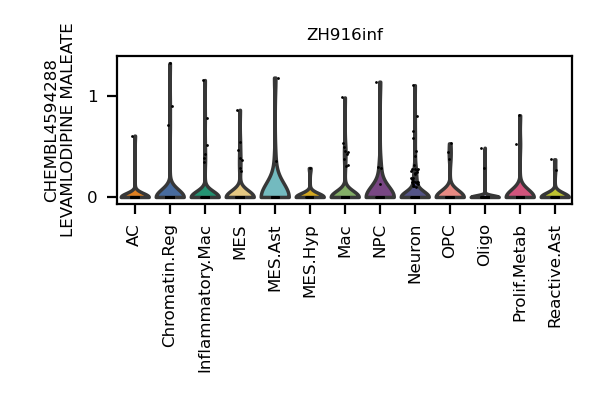 ZH916inf
CHEMBL4594288
LEVAMLODIPINE MALEATE
1
0
AC
Chromatin.Reg
Inflammatory.Mac
MES
MES.Ast
MES.Hyp
Mac
NPC
Neuron
OPC
Oligo
Prolif.Metab
Reactive.Ast